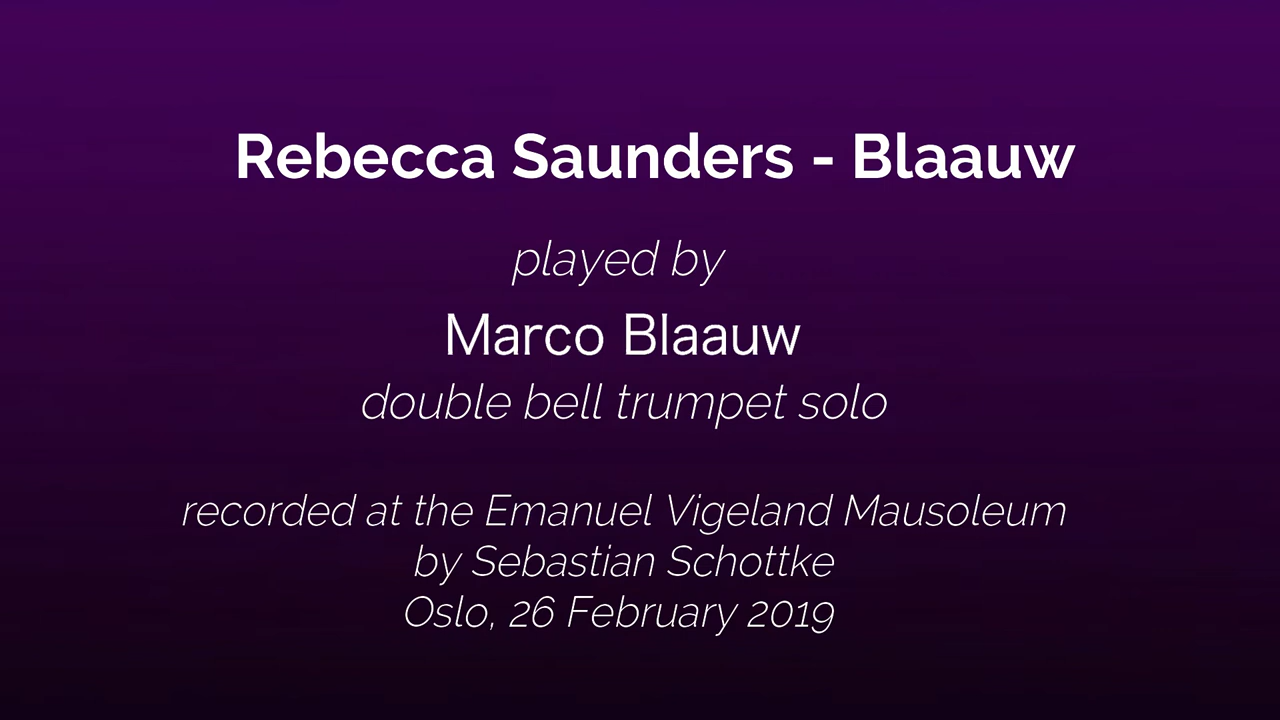 Rebecca Saunders - Blaauw
played by
Marco Blaauw
double bell trumpet solo
recorded at the Emanuel Vigeland Mausoleum
by Sebastian Schottke
Oslo, 26 February 2019